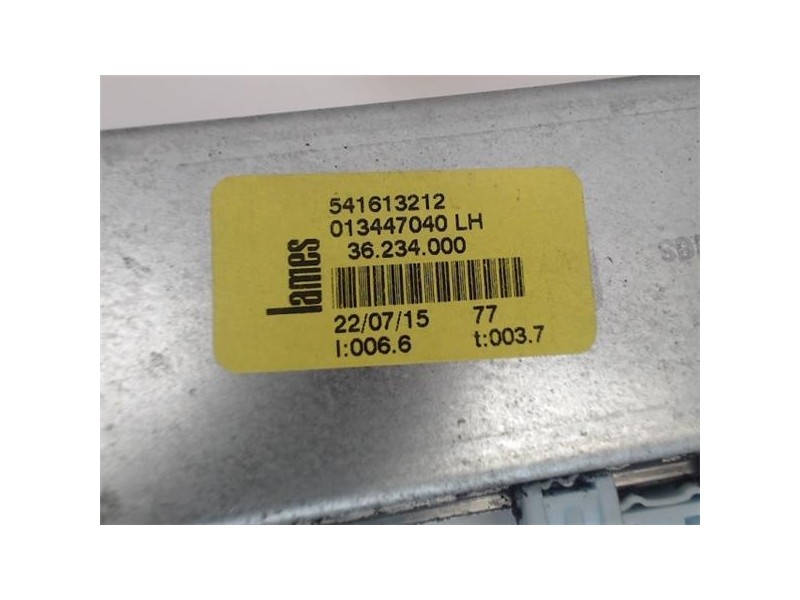 541613212
013447040 LH
36.234.000
lames
22/07/15 77
l:006.6 t:003.7